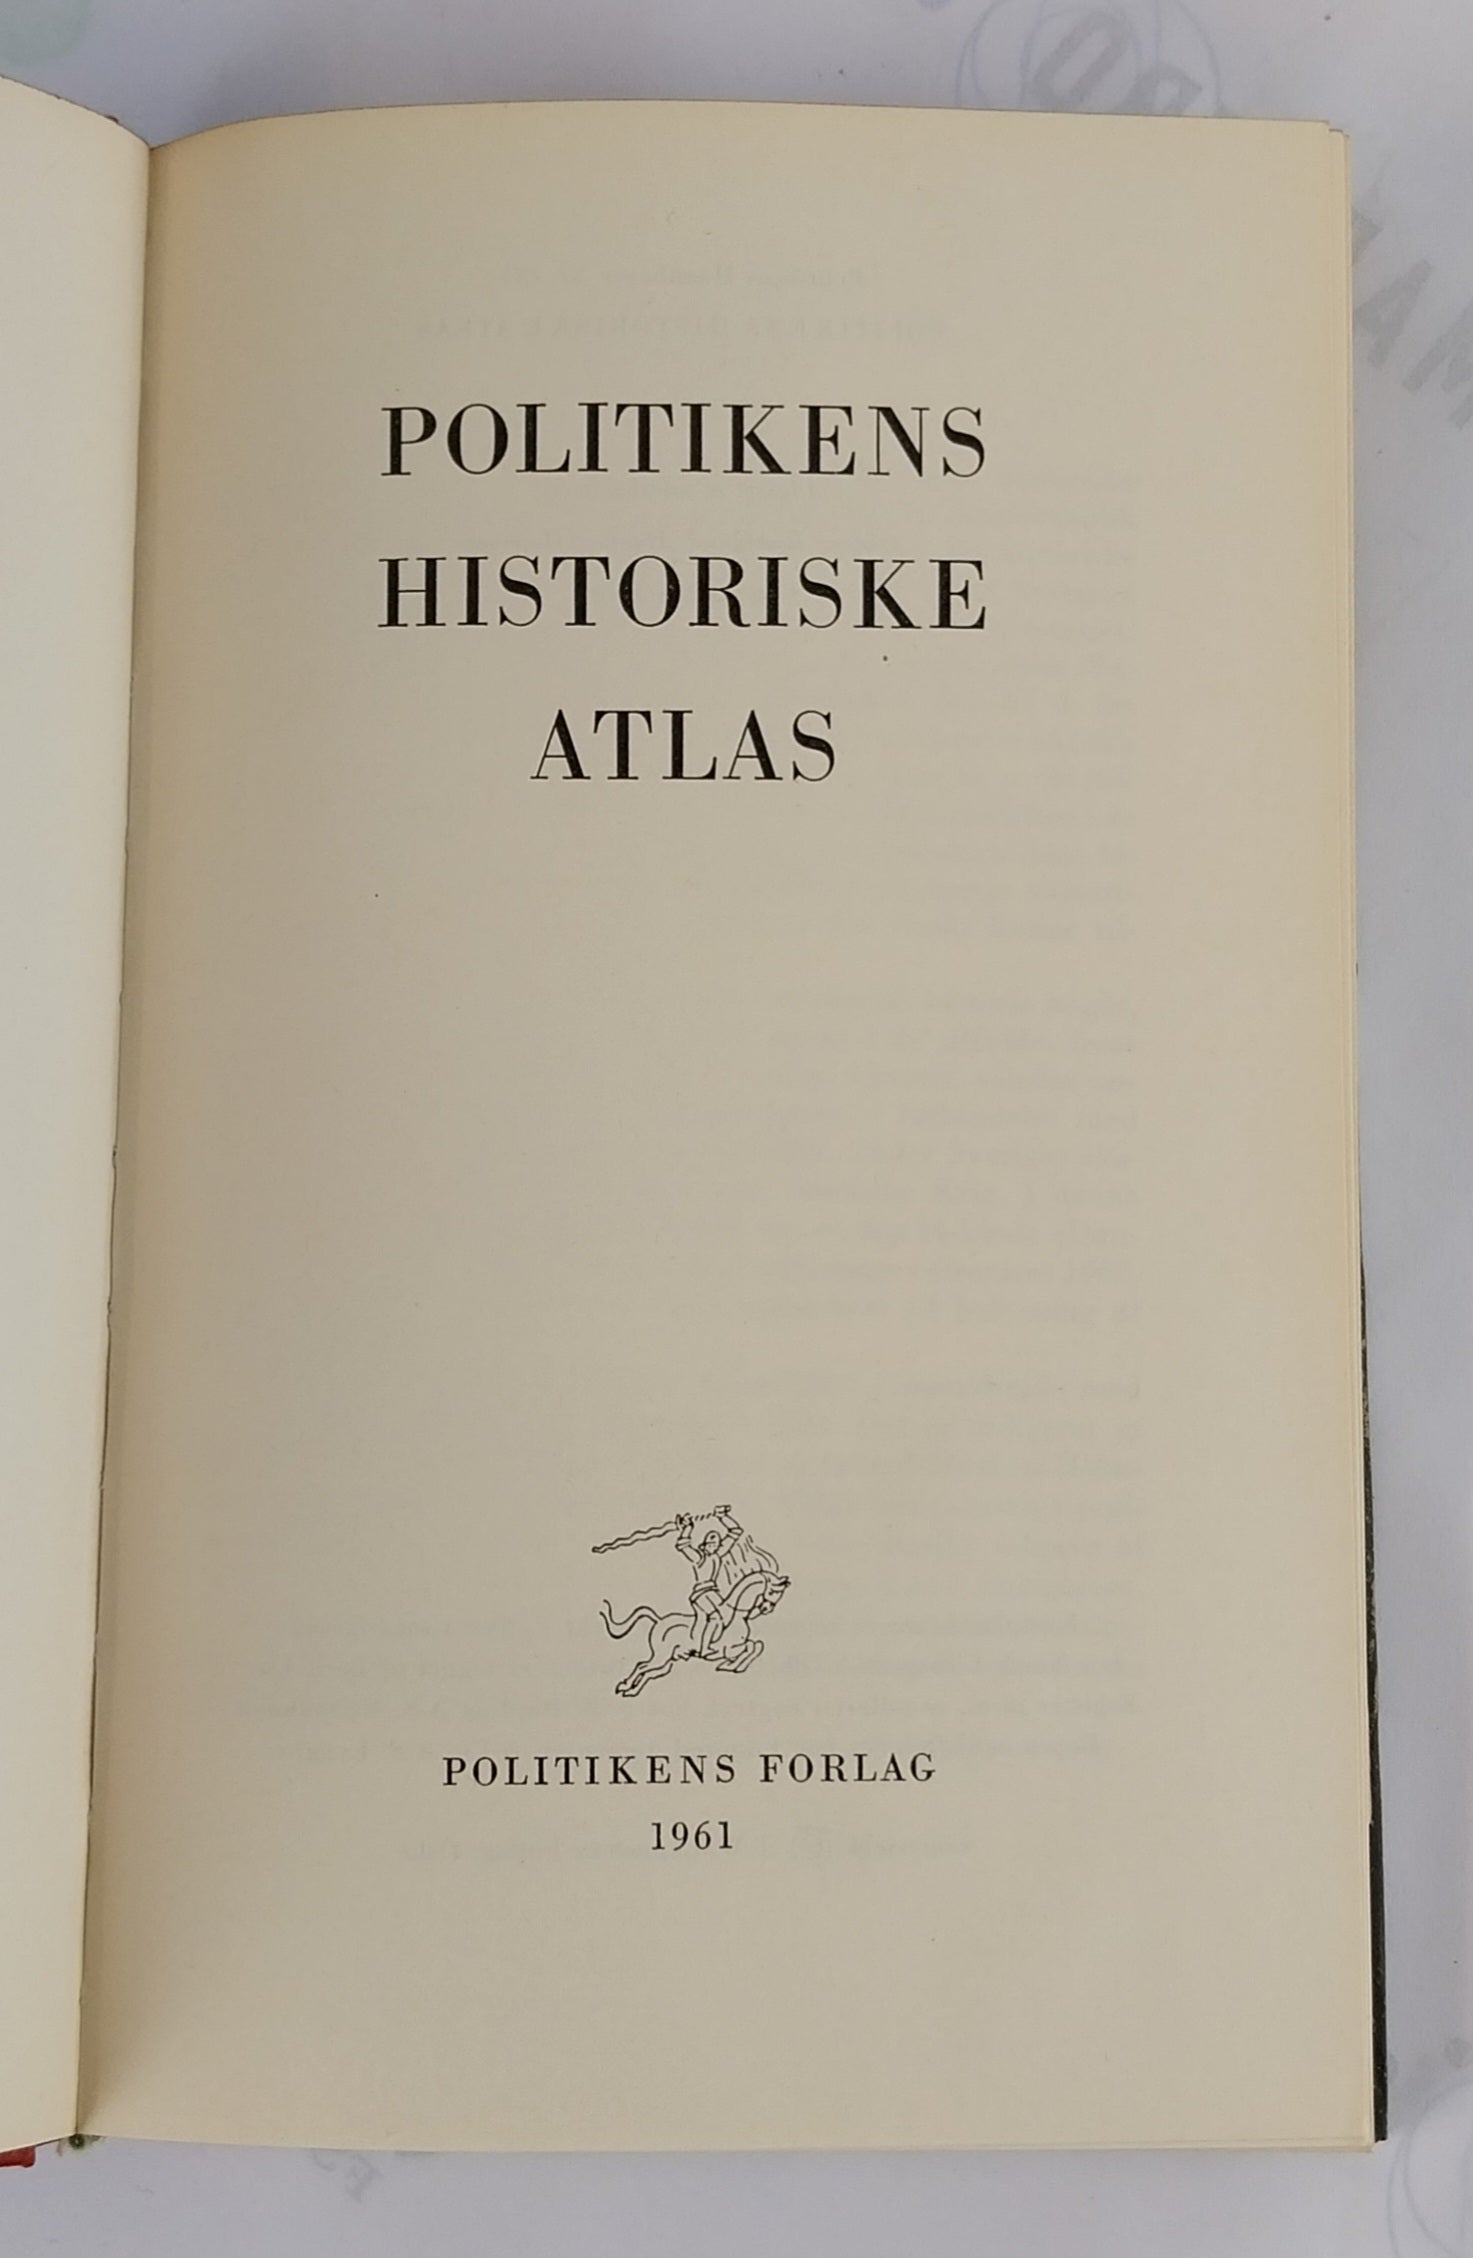 POLITIKENS
HISTORISKE
ATLAS
POLITIKENS FORLAG
1961